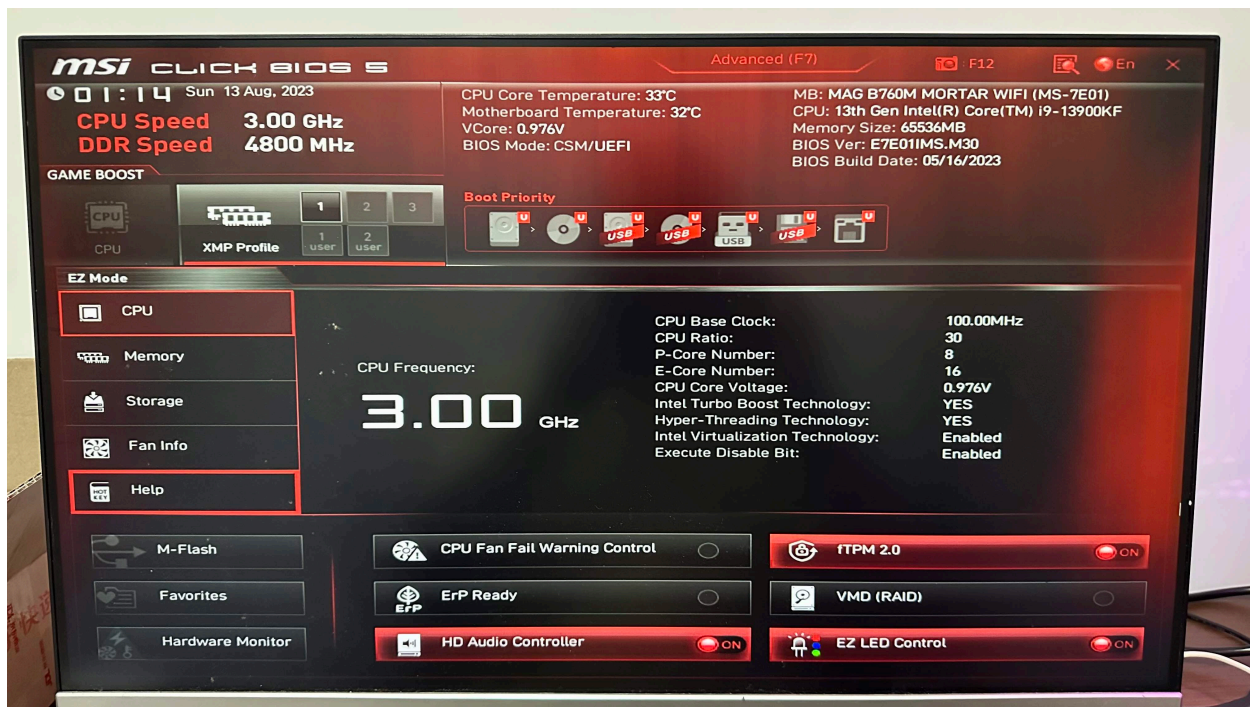 msi CLICK BIOS 5
Advanced (F7)
: F12
En
01:14 Sun 13 Aug, 2023
CPU Speed 3.00 GHz
DDR Speed 4800 MHz
CPU Core Temperature: 33°C
Motherboard Temperature: 32°C
VCore: 0.976V
BIOS Mode: CSM/UEFI
MB: MAG B760M MORTAR WIFI (MS-7E01)
CPU: 13th Gen Intel(R) Core(TM) i9-13900KF
Memory Size: 65536MB
BIOS Ver: E7E01IMS.M30
BIOS Build Date: 05/16/2023
GAME BOOST
CPU
CPU
XMP Profile
1 2 3
1 user
2 user
Boot Priority
U U U U U U U
USB USB USB USB
EZ Mode
CPU
Memory
Storage
Fan Info
HOT KEY
Help
CPU Frequency:
3.00 GHz
CPU Base Clock: 100.00MHz
CPU Ratio: 30
P-Core Number: 8
E-Core Number: 16
CPU Core Voltage: 0.976V
Intel Turbo Boost Technology: YES
Hyper-Threading Technology: YES
Intel Virtualization Technology: Enabled
Execute Disable Bit: Enabled
M-Flash
Favorites
Hardware Monitor
CPU Fan Fail Warning Control
ErP
ErP Ready
HD Audio Controller ON
fTPM 2.0 ON
VMD (RAID)
EZ LED Control ON